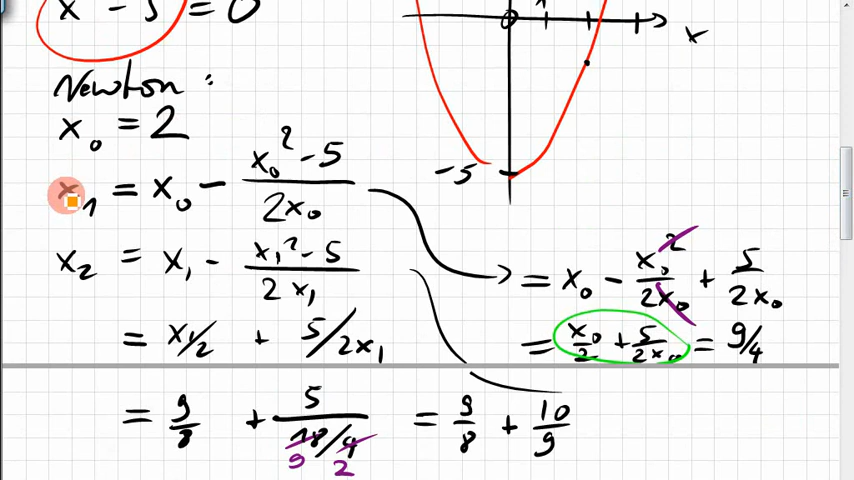 x - 5 = 0
Newton :
x₀ = 2
x₁ = x₀ - (x₀² - 5)/(2x₀)
x₂ = x₁ - (x₁² - 5)/(2x₁)
= x₁/2 + 5/2x₁
= 9/8 + 5/(18/4) = 9/8 + 10/9
9 2
1
x
-5
= x₀ - x₀²/(2x₀) + 5/(2x₀)
= x₀/2 + 5/(2x₀) = 9/4